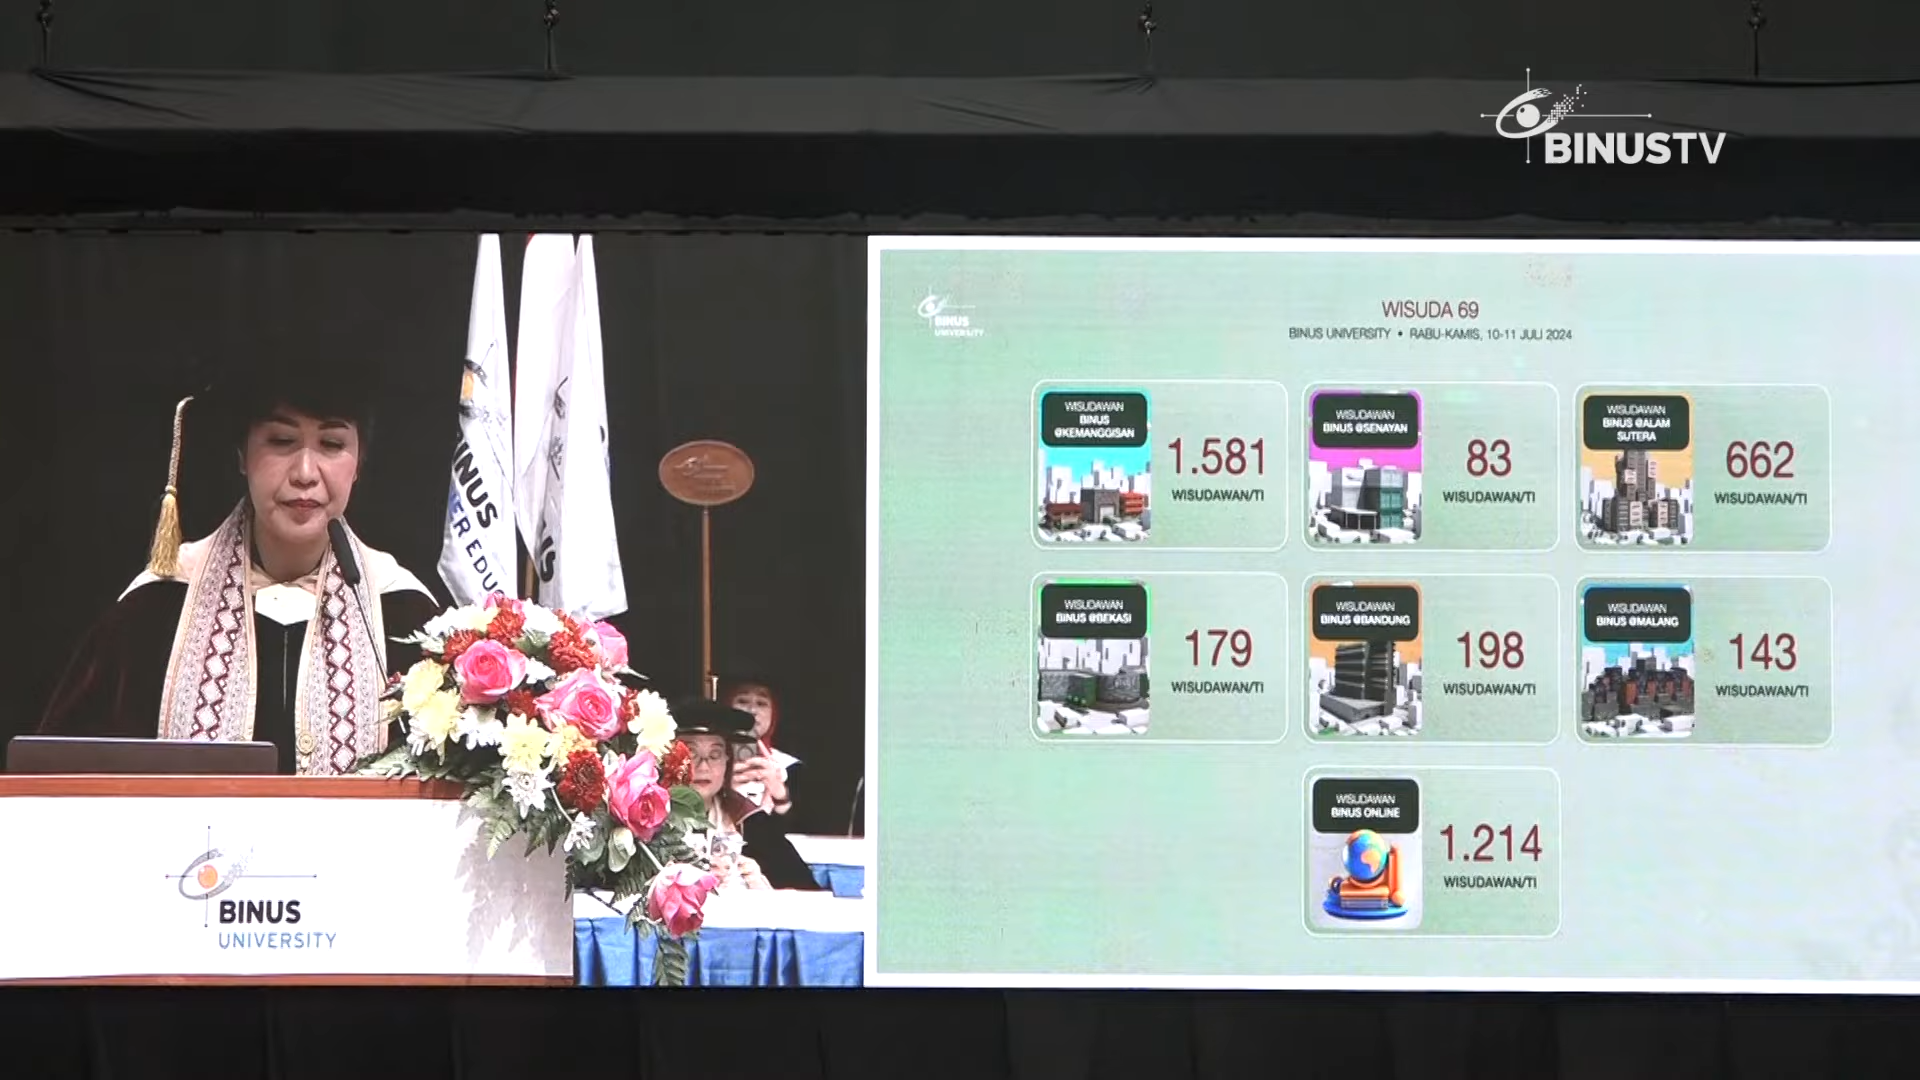 BINUSTV
BINUS
UNIVERSITY
WISUDA 69
BINUS UNIVERSITY • RABU-KAMIS, 10-11 JULI 2024
WISUDAWAN
BINUS
@KEMANGGISAN
1.581
WISUDAWAN/TI
WISUDAWAN
BINUS @SENAYAN
83
WISUDAWAN/TI
WISUDAWAN
BINUS @ALAM
SUTERA
662
WISUDAWAN/TI
WISUDAWAN
BINUS @BEKASI
179
WISUDAWAN/TI
WISUDAWAN
BINUS @BANDUNG
198
WISUDAWAN/TI
WISUDAWAN
BINUS @MALANG
143
WISUDAWAN/TI
WISUDAWAN
BINUS ONLINE
1.214
WISUDAWAN/TI
BINUS
BINUS
UNIVERSITY